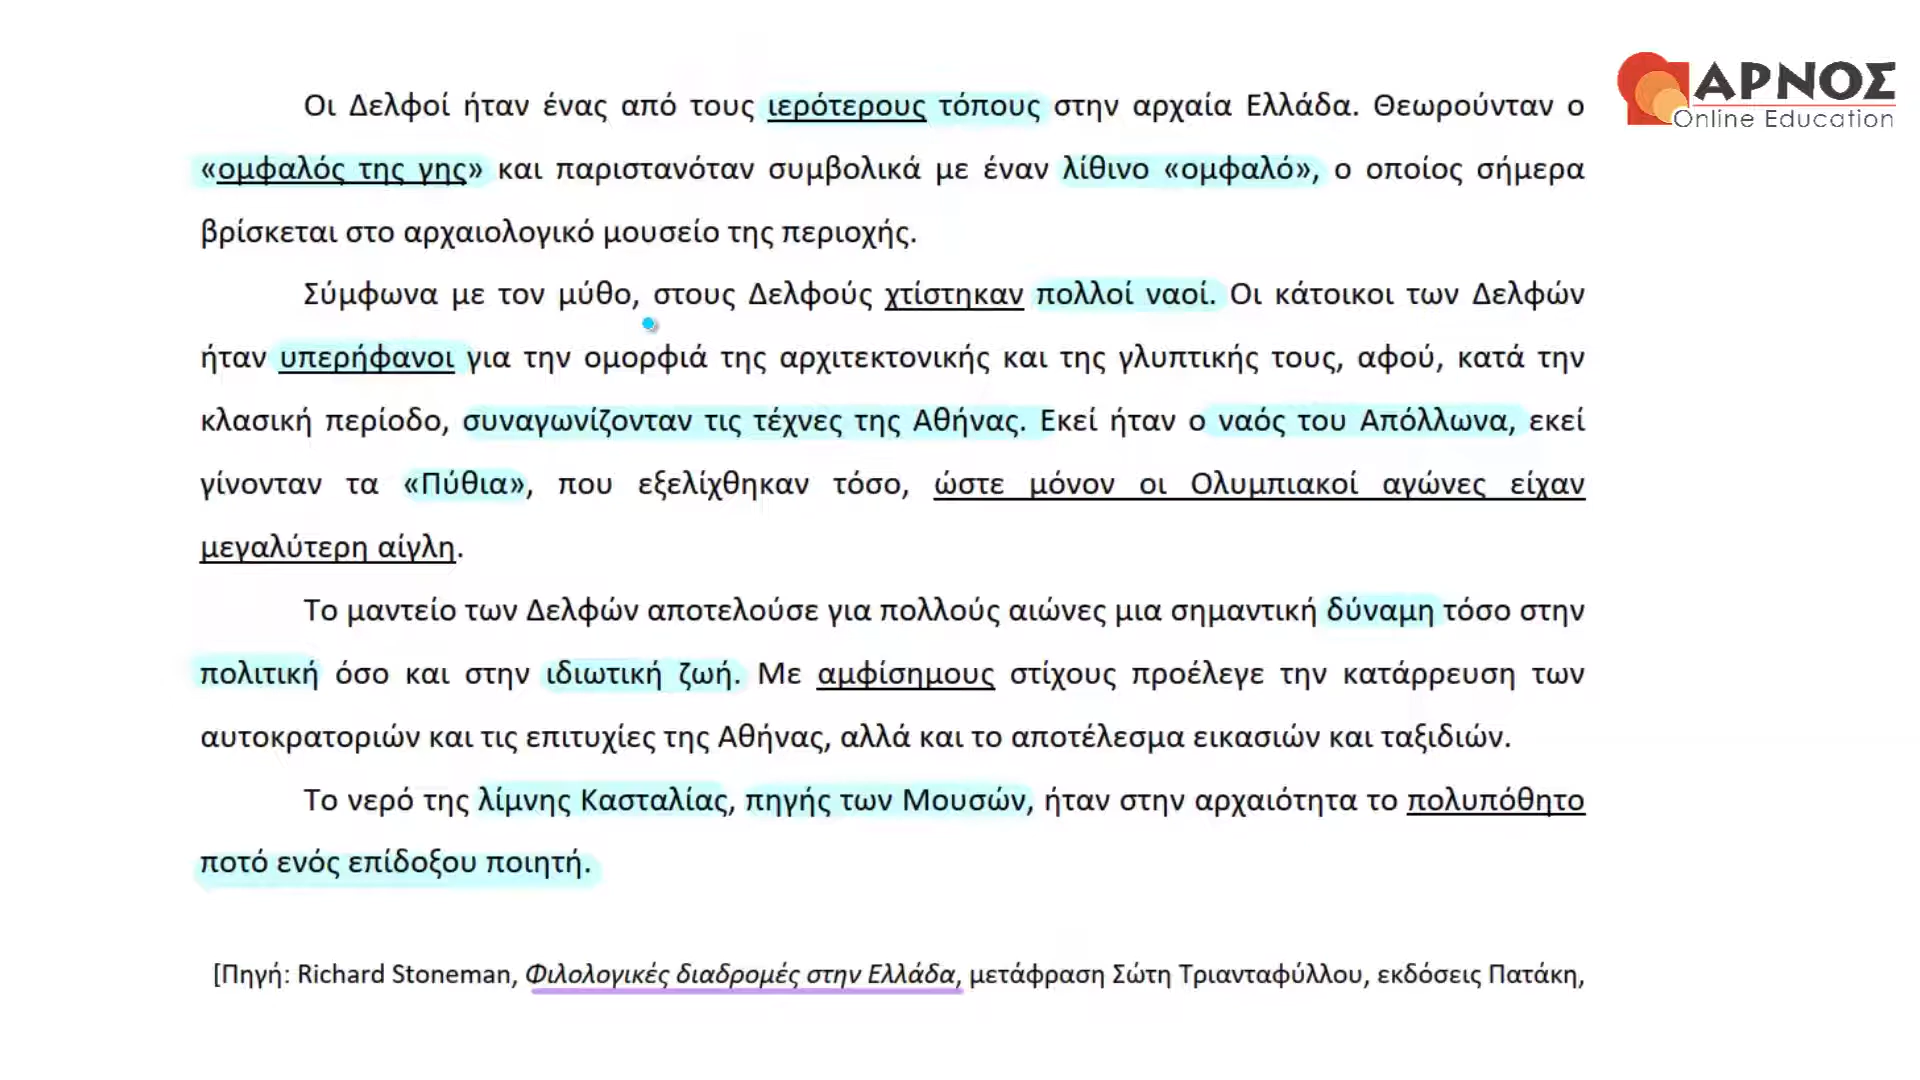 ΑΡΝΟΣ
Online Education
Οι Δελφοί ήταν ένας από τους ιερότερους τόπους στην αρχαία Ελλάδα. Θεωρούνταν ο
«ομφαλός της γης» και παριστανόταν συμβολικά με έναν λίθινο «ομφαλό», ο οποίος σήμερα
βρίσκεται στο αρχαιολογικό μουσείο της περιοχής.
Σύμφωνα με τον μύθο, στους Δελφούς χτίστηκαν πολλοί ναοί. Οι κάτοικοι των Δελφών
ήταν υπερήφανοι για την ομορφιά της αρχιτεκτονικής και της γλυπτικής τους, αφού, κατά την
κλασική περίοδο, συναγωνίζονταν τις τέχνες της Αθήνας. Εκεί ήταν ο ναός του Απόλλωνα, εκεί
γίνονταν τα «Πύθια», που εξελίχθηκαν τόσο, ώστε μόνον οι Ολυμπιακοί αγώνες είχαν
μεγαλύτερη αίγλη.
Το μαντείο των Δελφών αποτελούσε για πολλούς αιώνες μια σημαντική δύναμη τόσο στην
πολιτική όσο και στην ιδιωτική ζωή. Με αμφίσημους στίχους προέλεγε την κατάρρευση των
αυτοκρατοριών και τις επιτυχίες της Αθήνας, αλλά και το αποτέλεσμα εικασιών και ταξιδιών.
Το νερό της λίμνης Κασταλίας, πηγής των Μουσών, ήταν στην αρχαιότητα το πολυπόθητο
ποτό ενός επίδοξου ποιητή.
[Πηγή: Richard Stoneman, Φιλολογικές διαδρομές στην Ελλάδα, μετάφραση Σώτη Τριανταφύλλου, εκδόσεις Πατάκη,